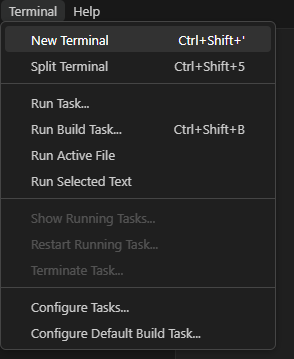 Terminal Help
New Terminal Ctrl+Shift+'
Split Terminal Ctrl+Shift+5
Run Task...
Run Build Task... Ctrl+Shift+B
Run Active File
Run Selected Text
Show Running Tasks...
Restart Running Task...
Terminate Task...
Configure Tasks...
Configure Default Build Task...